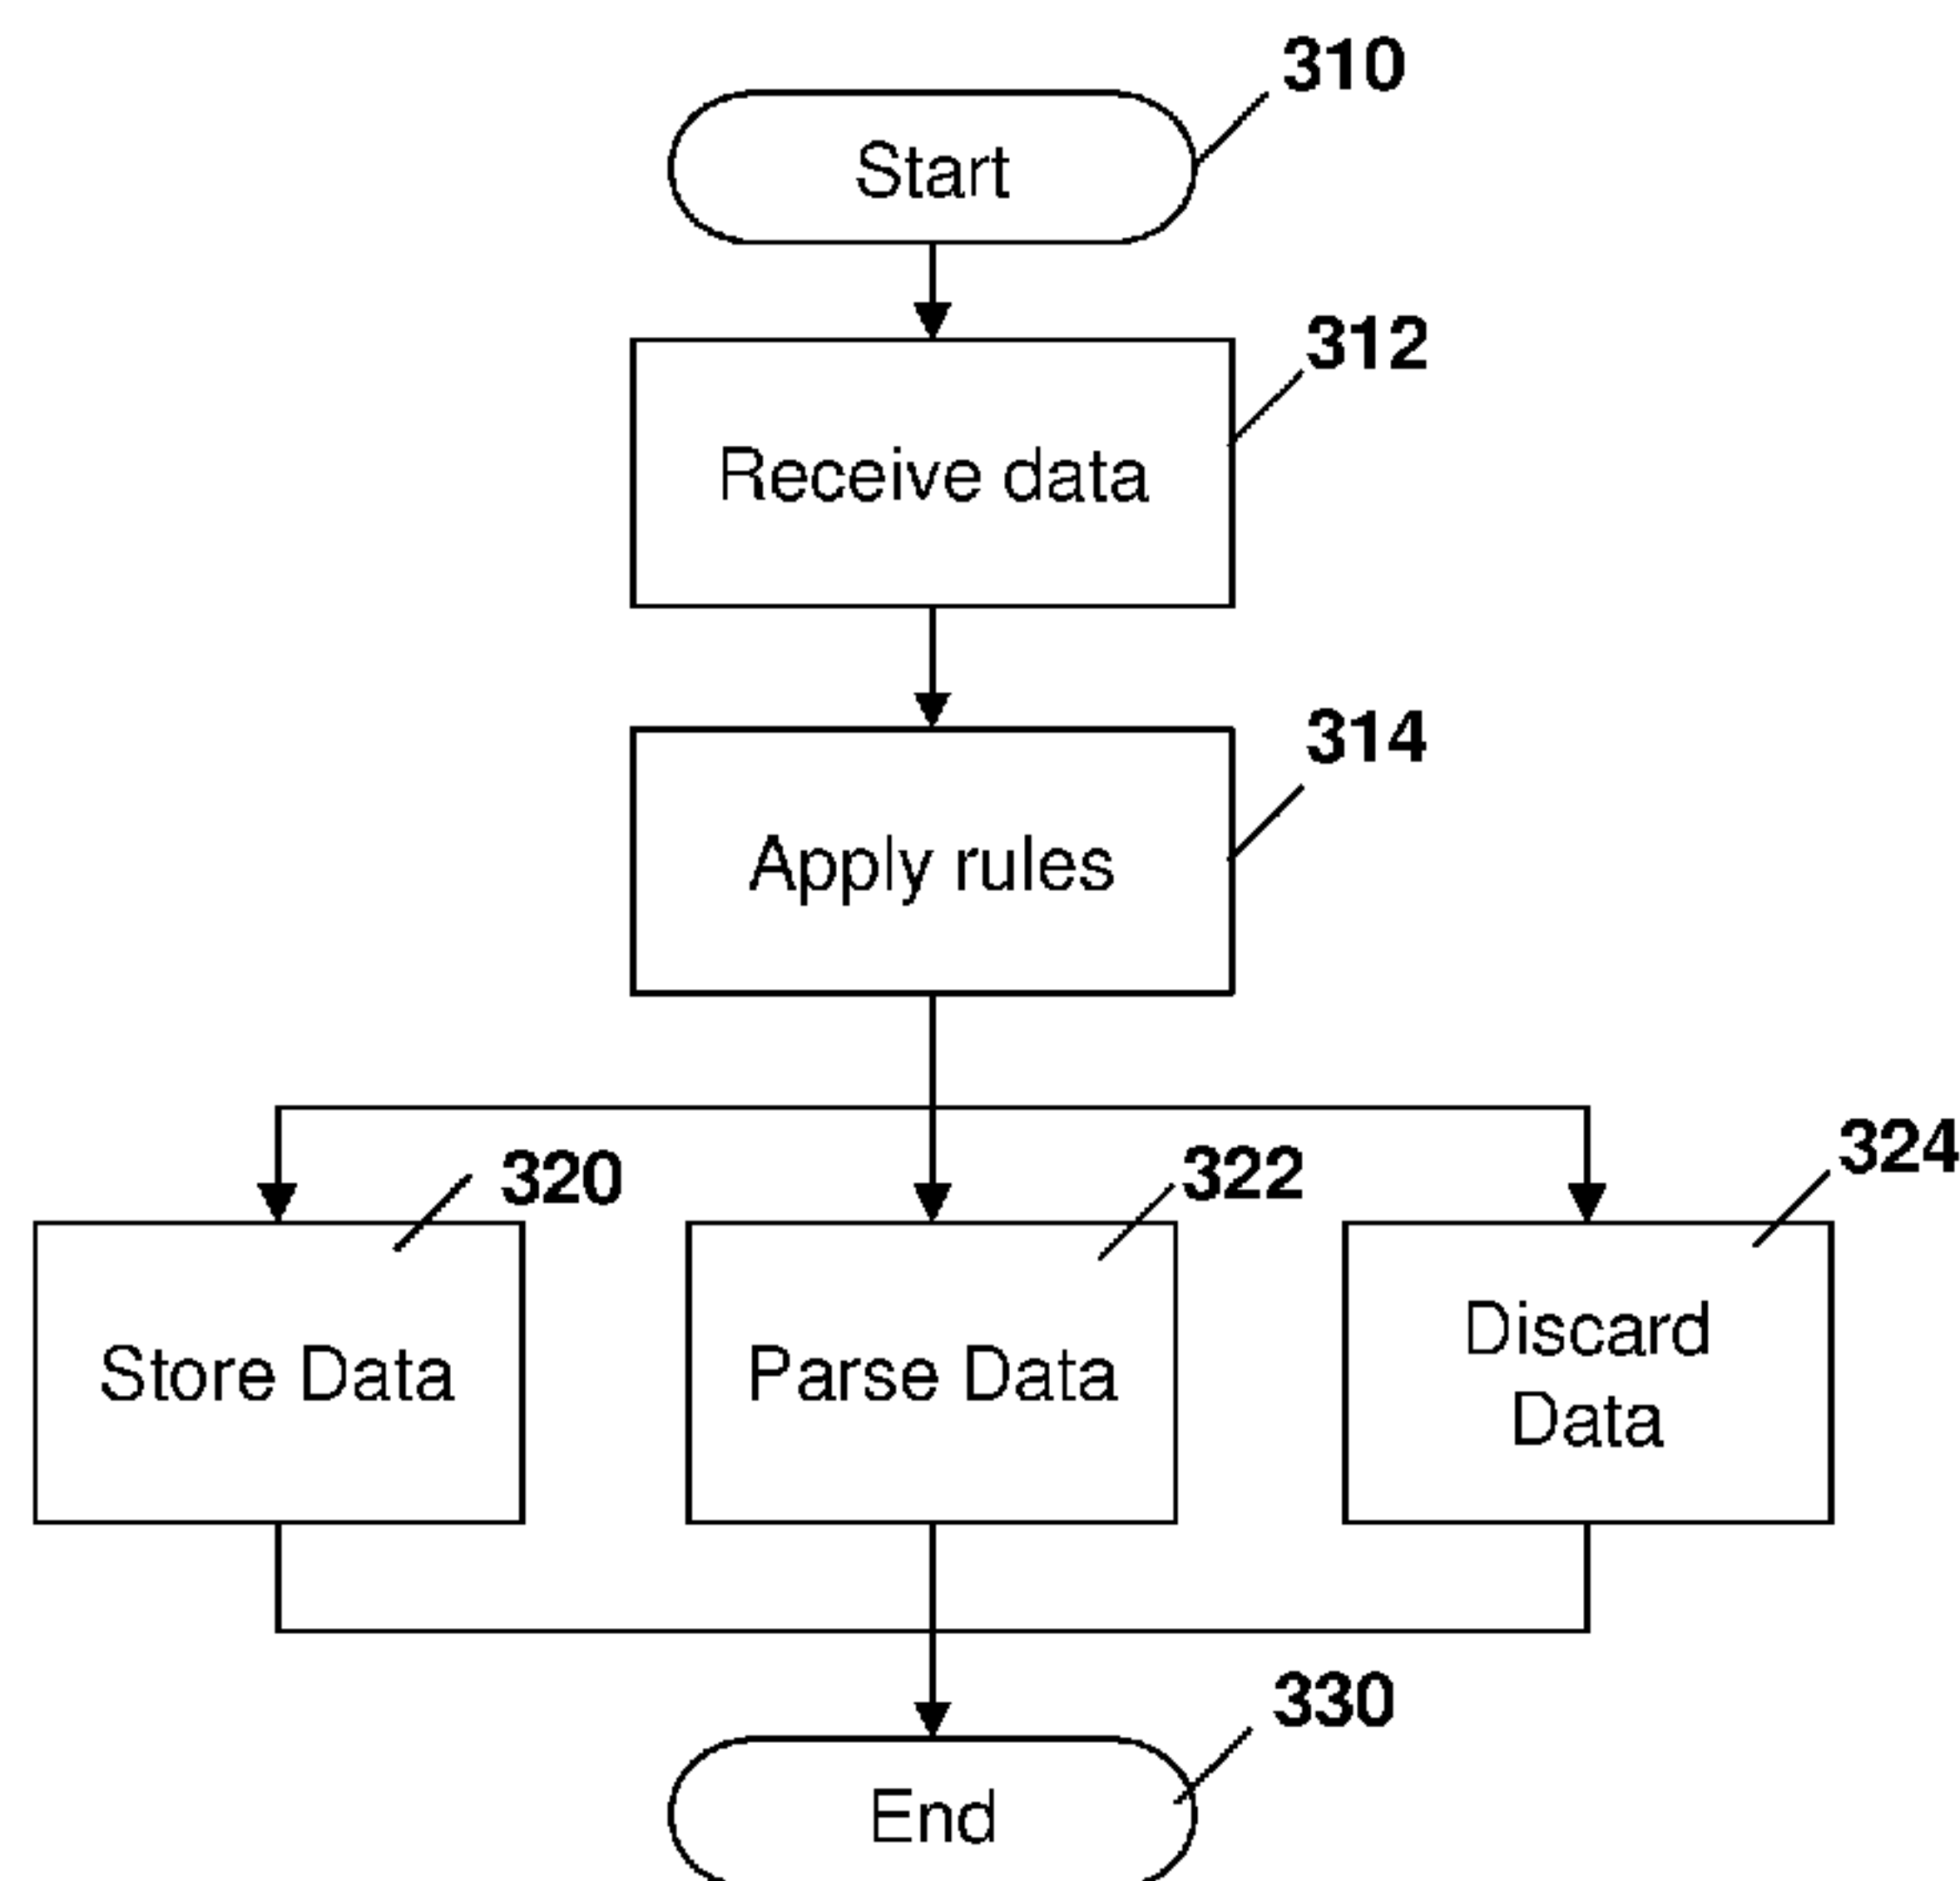 310
Start
312
Receive data
314
Apply rules
320
322
324
Store Data
Parse Data
Discard
Data
330
End